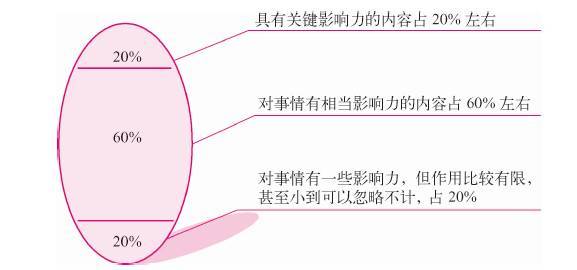 具有关键影响力的内容占 20% 左右
20%
对事情有相当影响力的内容占 60% 左右
60%
对事情有一些影响力，但作用比较有限，
甚至小到可以忽略不计，占 20%
20%